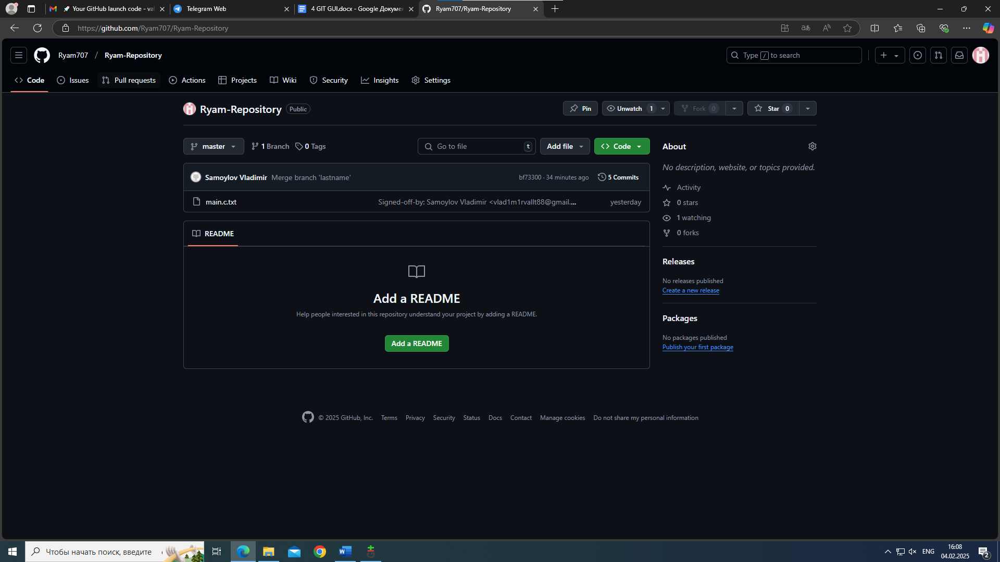 Your GitHub launch code - va
Telegram Web
4 GIT GUI.docx - Google Докумен
Ryam707/Ryam-Repository
https://github.com/Ryam707/Ryam-Repository
Ryam707 / Ryam-Repository
Type / to search
Code
Issues
Pull requests
Actions
Projects
Wiki
Security
Insights
Settings
Ryam-Repository Public
Pin
Unwatch 1
Fork 0
Star 0
master
1 Branch
0 Tags
Go to file t
Add file
Code
Samoylov Vladimir Merge branch 'lastname' bf73300 · 34 minutes ago 5 Commits
main.c.txt Signed-off-by: Samoylov Vladimir <vlad1m1rvallt88@gmail.... yesterday
README
Add a README
Help people interested in this repository understand your project by adding a README.
Add a README
About
No description, website, or topics provided.
Activity
0 stars
1 watching
0 forks
Releases
No releases published
Create a new release
Packages
No packages published
Publish your first package
© 2025 GitHub, Inc. Terms Privacy Security Status Docs Contact Manage cookies Do not share my personal information
Чтобы начать поиск, введите
ENG
16:08
04.02.2025
2